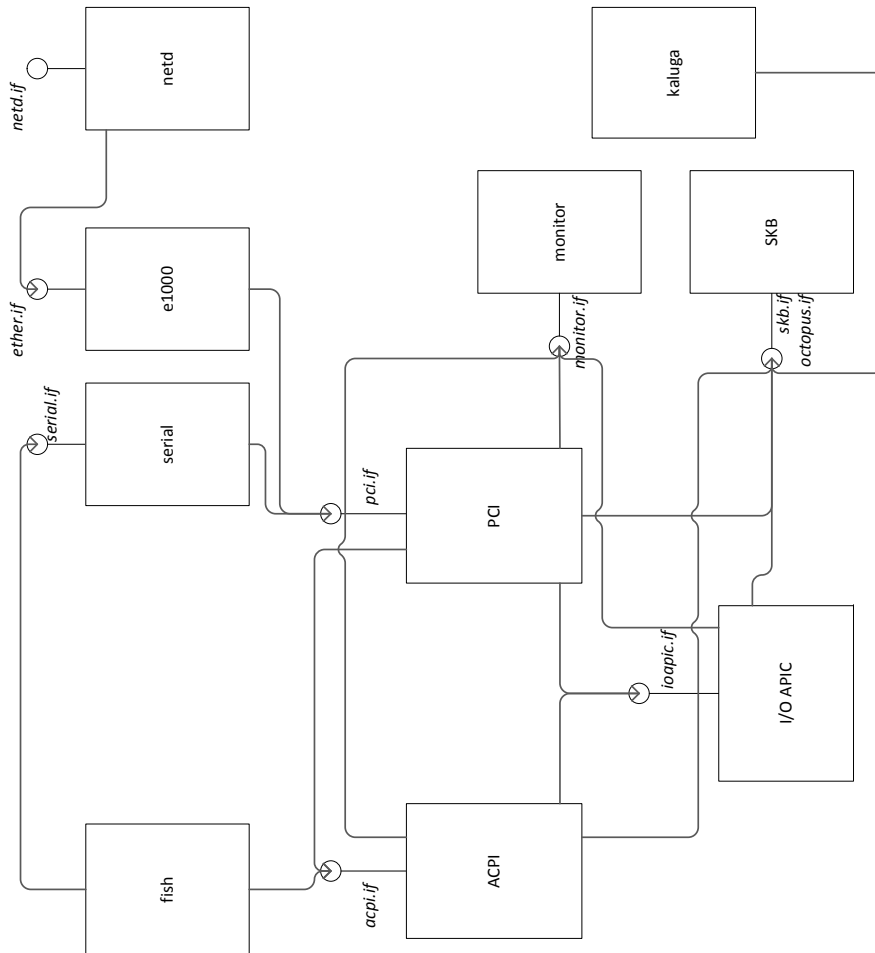 netd
netd.if
kaluga
monitor
SKB
e1000
ether.if
skb.if
octopus.if
monitor.if
serial.if
serial
pci.if
PCI
ioapic.if
I/O APIC
fish
acpi.if
ACPI